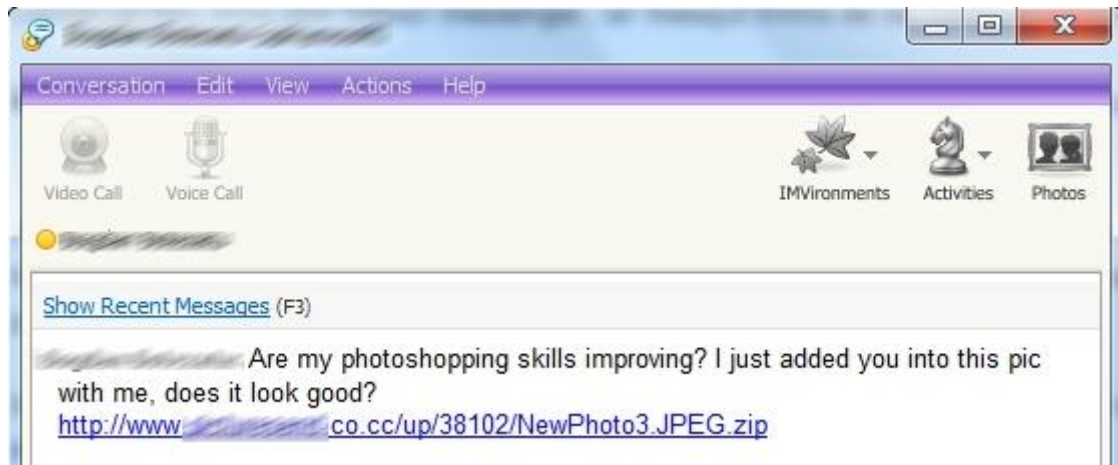 Conversation Edit View Actions Help
Video Call Voice Call IMVironments Activities Photos
Show Recent Messages (F3)
Are my photoshopping skills improving? I just added you into this pic
with me, does it look good?
http://www co.cc/up/38102/NewPhoto3.JPEG.zip